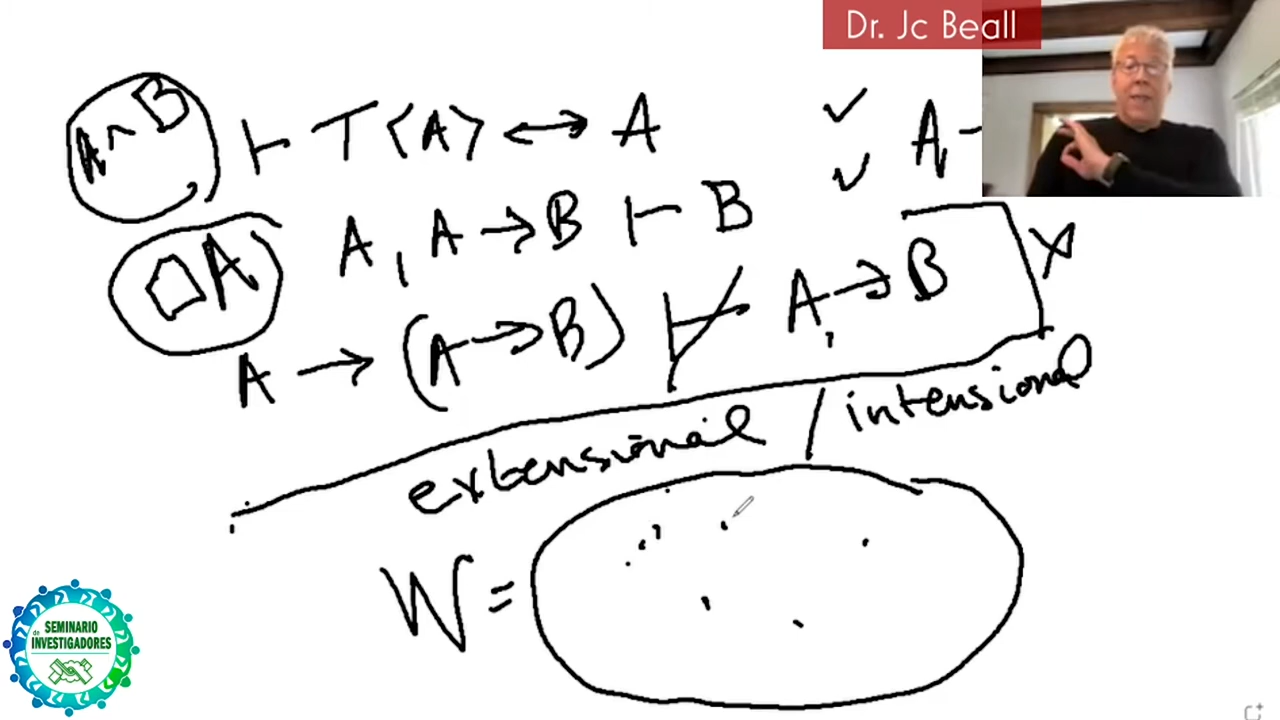 Dr. Jc Beall
A ∧ B ⊢ T⟨A⟩ ↔ A ✓ A
□A A, A → B ⊢ B ✓
A → (A → B) ⊬ A → B X
extensional / intensional
W =
SEMINARIO
de
INVESTIGADORES